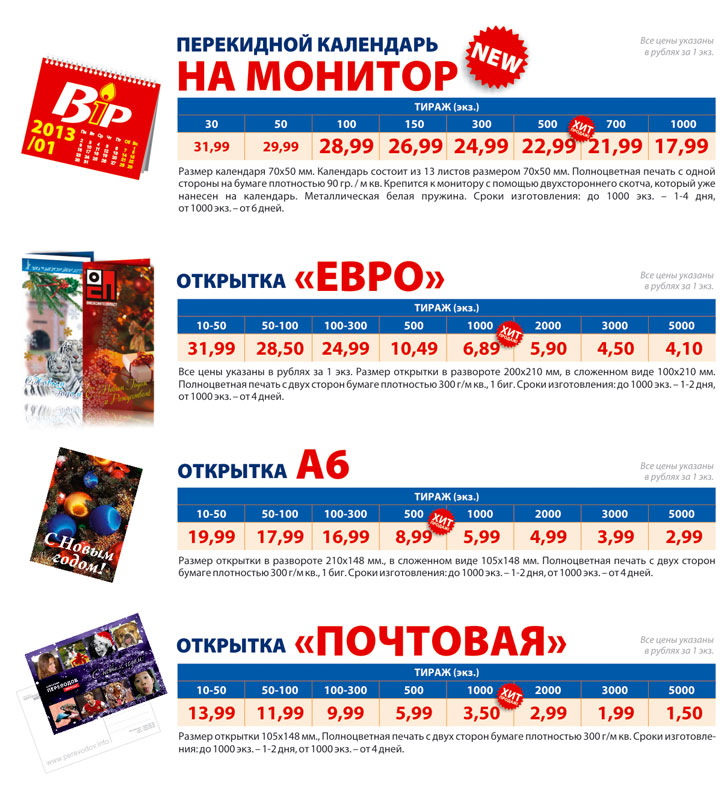 ПЕРЕКИДНОЙ КАЛЕНДАРЬ
НА МОНИТОР
NEW
Все цены указаны
в рублях за 1 экз.
BIP
2013
/01
ТИРАЖ (экз.)
30 50 100 150 300 500 700 1000
ХИТ
продаж
31,99 29,99 28,99 26,99 24,99 22,99 21,99 17,99
Размер календаря 70х50 мм. Календарь состоит из 13 листов размером 70х50 мм. Полноцветная печать с одной
стороны на бумаге плотностью 90 гр. / м кв. Крепится к монитору с помощью двухстороннего скотча, который уже
нанесен на календарь. Металлическая белая пружина. Сроки изготовления: до 1000 экз. – 1-4 дня,
от 1000 экз. – от 6 дней.
ОТКРЫТКА «ЕВРО»
Все цены указаны
в рублях за 1 экз.
ТИРАЖ (экз.)
10-50 50-100 100-300 500 1000 2000 3000 5000
ХИТ
продаж
31,99 28,50 24,99 10,49 6,89 5,90 4,50 4,10
Все цены указаны в рублях за 1 экз. Размер открытки в развороте 200х210 мм, в сложенном виде 100х210 мм.
Полноцветная печать с двух сторон бумаге плотностью 300 г/м кв., 1 биг. Сроки изготовления: до 1000 экз. – 1-2 дня,
от 1000 экз. – от 4 дней.
ОТКРЫТКА А6
Все цены указаны
в рублях за 1 экз.
С Новым
годом!
ТИРАЖ (экз.)
10-50 50-100 100-300 500 1000 2000 3000 5000
ХИТ
продаж
19,99 17,99 16,99 8,99 5,99 4,99 3,99 2,99
Размер открытки в развороте 210х148 мм., в сложенном виде 105х148 мм. Полноцветная печать с двух сторон
бумаге плотностью 300 г/м кв., 1 биг. Сроки изготовления: до 1000 экз. – 1-2 дня, от 1000 экз. – от 4 дней.
ОТКРЫТКА «ПОЧТОВАЯ»
Все цены указаны
в рублях за 1 экз.
С Новым годом
ПЕРЕВОДОВ
www.perevodov.info
ТИРАЖ (экз.)
10-50 50-100 100-300 500 1000 2000 3000 5000
ХИТ
продаж
13,99 11,99 9,99 5,99 3,50 2,99 1,99 1,50
Размер открытки 105х148 мм., Полноцветная печать с двух сторон бумаге плотностью 300 г/м кв. Сроки изготовле-
ния: до 1000 экз. – 1-2 дня, от 1000 экз. – от 4 дней.